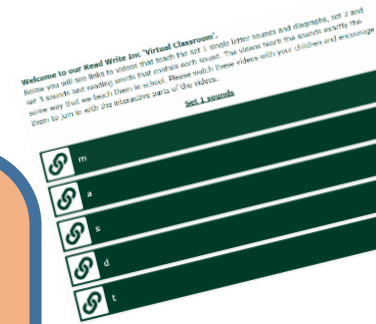 Welcome to our Read Write Inc 'Virtual Classroom'.
Below you will see links to videos that teach the set 1 single letter sounds and diagraphs, set 2 and
set 3 sounds and reading words that contain each sound. The videos teach the sounds exactly the
same way that we teach them in school. Please watch these videos with your children and encourage
them to join in with the interactive parts of the videos.
Set 1 sounds
m
a
s
d
t